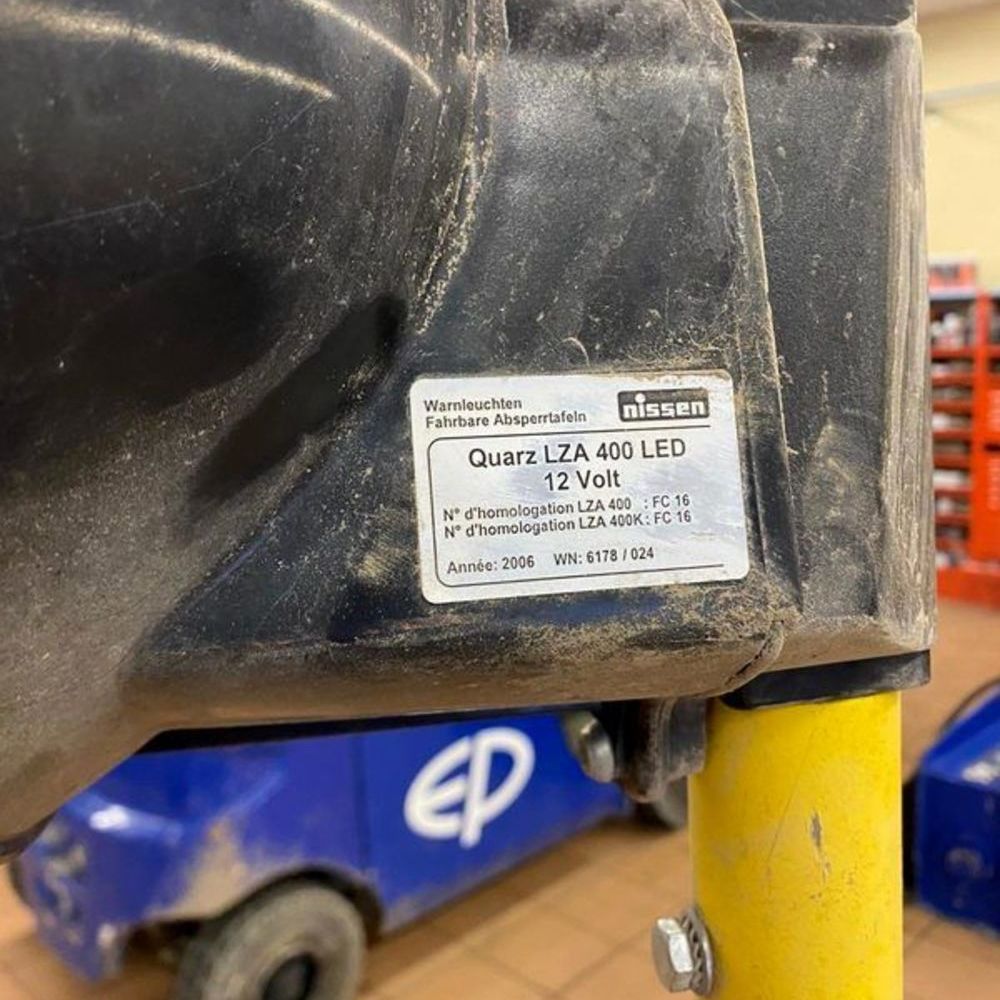 Warnleuchten
Fahrbare Absperrtafeln
nissen
Quarz LZA 400 LED
12 Volt
N° d'homologation LZA 400 : FC 16
N° d'homologation LZA 400K : FC 16
Année: 2006 WN: 6178 / 024
EP